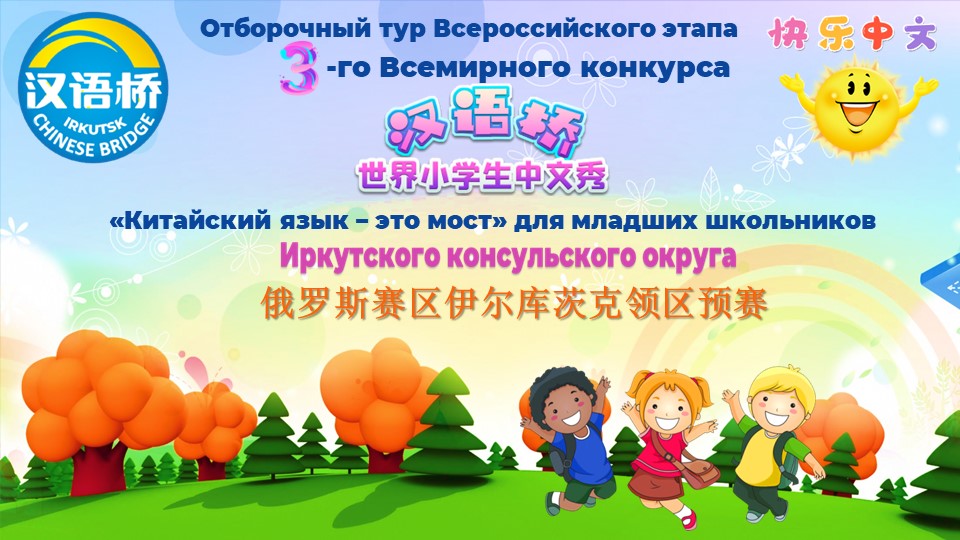 Отборочный тур Всероссийского этапа
快乐中文
3-го Всемирного конкурса
汉语桥
IRKUTSK
CHINESE BRIDGE
汉语桥
世界小学生中文秀
«Китайский язык – это мост» для младших школьников
Иркутского консульского округа
俄罗斯赛区伊尔库茨克领区预赛